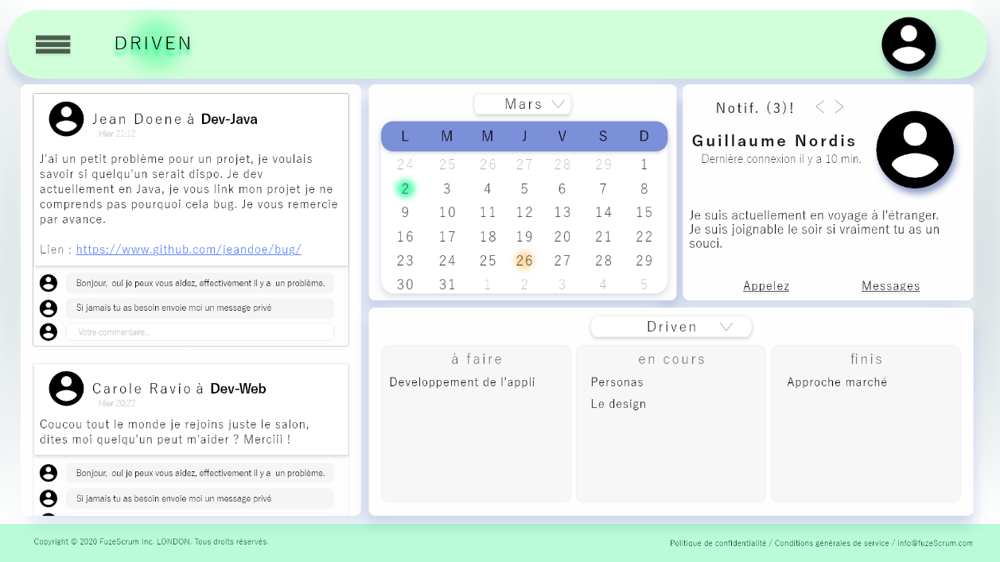 DRIVEN
Jean Doene à Dev-Java
Hier 21:12
J'ai un petit problème pour un projet, je voulais
savoir si quelqu'un serait dispo. Je dev
actuellement en Java, je vous link mon projet je ne
comprends pas pourquoi cela bug. Je vous remercie
par avance.
Lien : https://www.github.com/jeandoe/bug/
Bonjour, oui je peux vous aidez, effectivement il y a un problème.
Si jamais tu as besoin envoie moi un message privé
Votre commentaire...
Carole Ravio à Dev-Web
Hier 20:22
Coucou tout le monde je rejoins juste le salon,
dites moi quelqu'un peut m'aider ? Merciii !
Bonjour, oui je peux vous aidez, effectivement il y a un problème.
Si jamais tu as besoin envoie moi un message privé
Mars
L M M J V S D
24 25 26 27 28 29 1
2 3 4 5 6 7 8
9 10 11 12 13 14 15
16 17 18 19 20 21 22
23 24 25 26 27 28 29
30 31 1 2 3 4 5
Notif. (3)!
Guillaume Nordis
Dernière connexion il y a 10 min.
Je suis actuellement en voyage à l'étranger.
Je suis joignable le soir si vraiment tu as un
souci.
Appelez Messages
Driven
à faire
Developpement de l'appli
en cours
Personas
Le design
finis
Approche marché
Copyright © 2020 FuzeScrum Inc. LONDON. Tous droits réservés.
Politique de confidentialité / Conditions générales de service / info@fuzeScrum.com